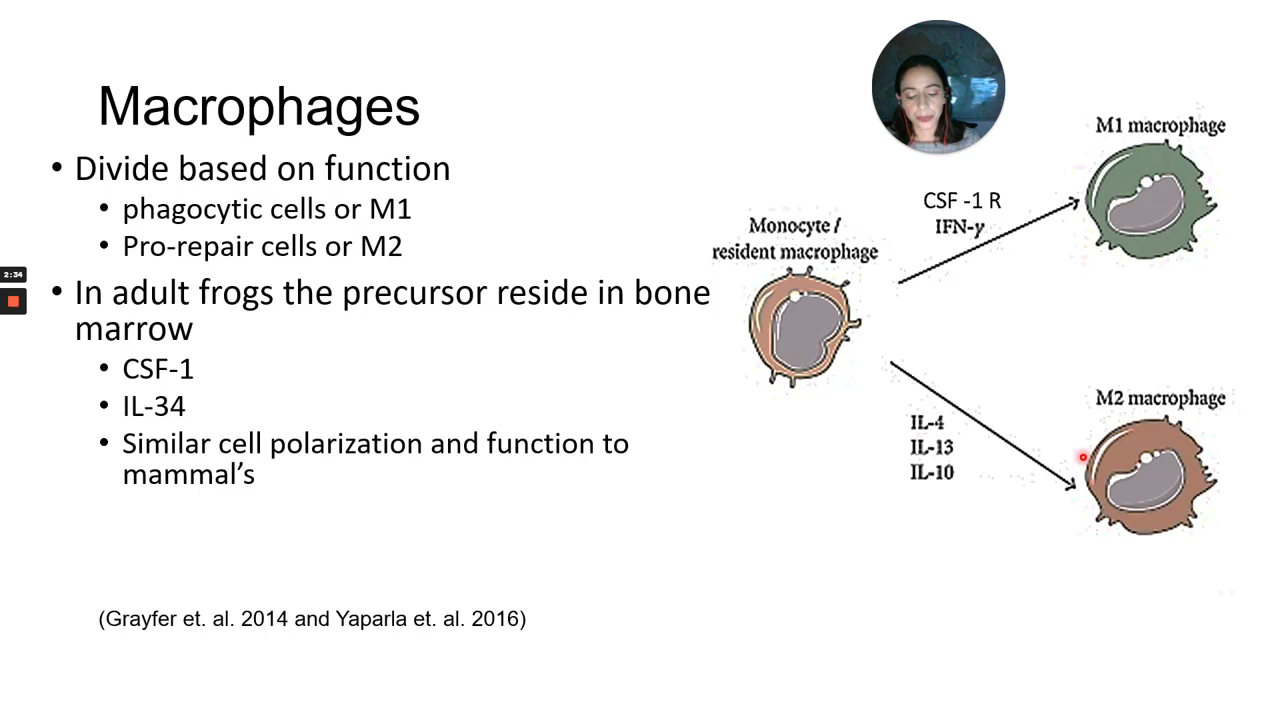 Macrophages
• Divide based on function
• phagocytic cells or M1
• Pro-repair cells or M2
• In adult frogs the precursor reside in bone
marrow
• CSF-1
• IL-34
• Similar cell polarization and function to
mammal’s
(Grayfer et. al. 2014 and Yaparla et. al. 2016)
2:34
Monocyte /
resident macrophage
CSF -1 R
IFN-γ
M1 macrophage
IL-4
IL-13
IL-10
M2 macrophage